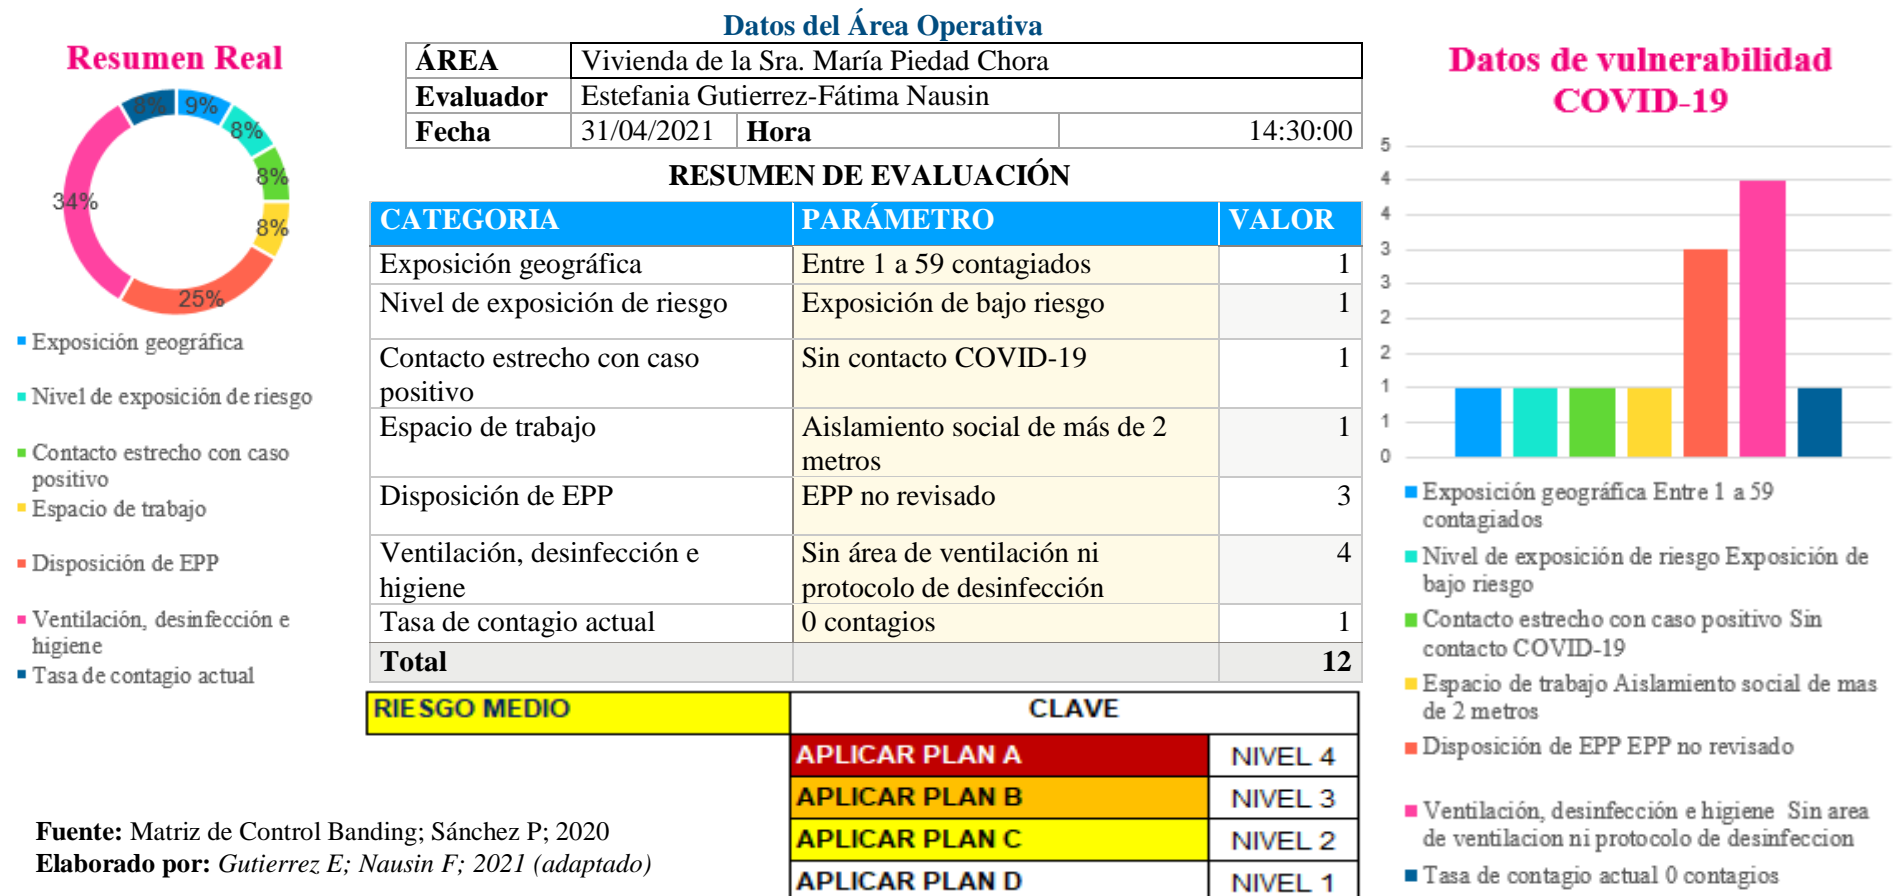 Resumen Real
8%
9%
8%
8%
8%
25%
34%
Exposición geográfica
Nivel de exposición de riesgo
Contacto estrecho con caso
positivo
Espacio de trabajo
Disposición de EPP
Ventilación, desinfección e
higiene
Tasa de contagio actual
Datos del Área Operativa
ÁREA Vivienda de la Sra. María Piedad Chora
Evaluador Estefania Gutierrez-Fátima Nausin
Fecha 31/04/2021 Hora 14:30:00
RESUMEN DE EVALUACIÓN
CATEGORIA PARÁMETRO VALOR
Exposición geográfica Entre 1 a 59 contagiados 1
Nivel de exposición de riesgo Exposición de bajo riesgo 1
Contacto estrecho con caso
positivo
Sin contacto COVID-19 1
Espacio de trabajo
Aislamiento social de más de 2
metros
1
Disposición de EPP EPP no revisado 3
Ventilación, desinfección e
higiene
Sin área de ventilación ni
protocolo de desinfección
4
Tasa de contagio actual 0 contagios 1
Total 12
RIESGO MEDIO CLAVE
APLICAR PLAN A NIVEL 4
APLICAR PLAN B NIVEL 3
APLICAR PLAN C NIVEL 2
APLICAR PLAN D NIVEL 1
Fuente: Matriz de Control Banding; Sánchez P; 2020
Elaborado por: Gutierrez E; Nausin F; 2021 (adaptado)
Datos de vulnerabilidad
COVID-19
5
4
4
3
3
2
2
1
1
0
Exposición geográfica Entre 1 a 59
contagiados
Nivel de exposición de riesgo Exposición de
bajo riesgo
Contacto estrecho con caso positivo Sin
contacto COVID-19
Espacio de trabajo Aislamiento social de mas
de 2 metros
Disposición de EPP EPP no revisado
Ventilación, desinfección e higiene Sin area
de ventilacion ni protocolo de desinfeccion
Tasa de contagio actual 0 contagios